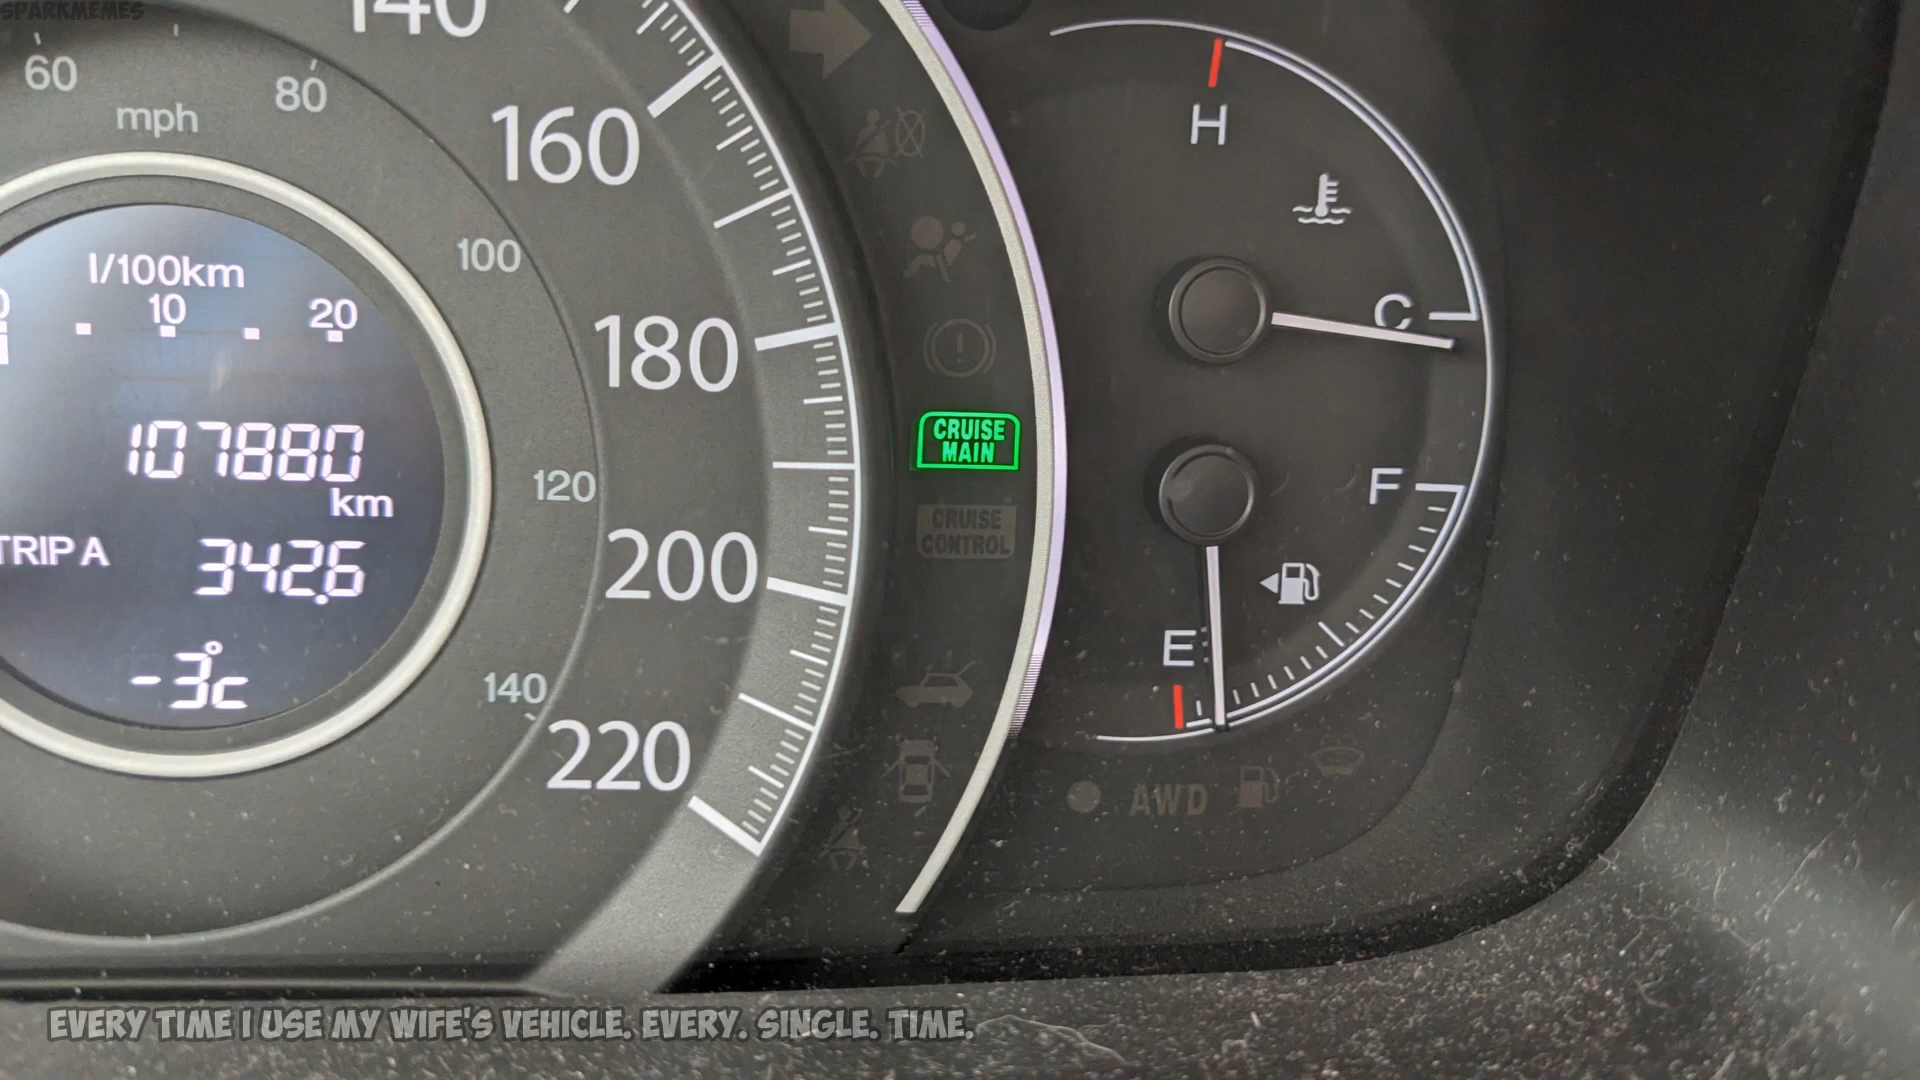 SPARKMEMES
140
60
80
mph
H
160
100
l/100km
0 10 20
C
180
CRUISE
MAIN
107880
km
120
F
CRUISE
CONTROL
TRIP A 342.6
200
E
-3°c
140
220
AWD
EVERY TIME I USE MY WIFE'S VEHICLE. EVERY. SINGLE. TIME.